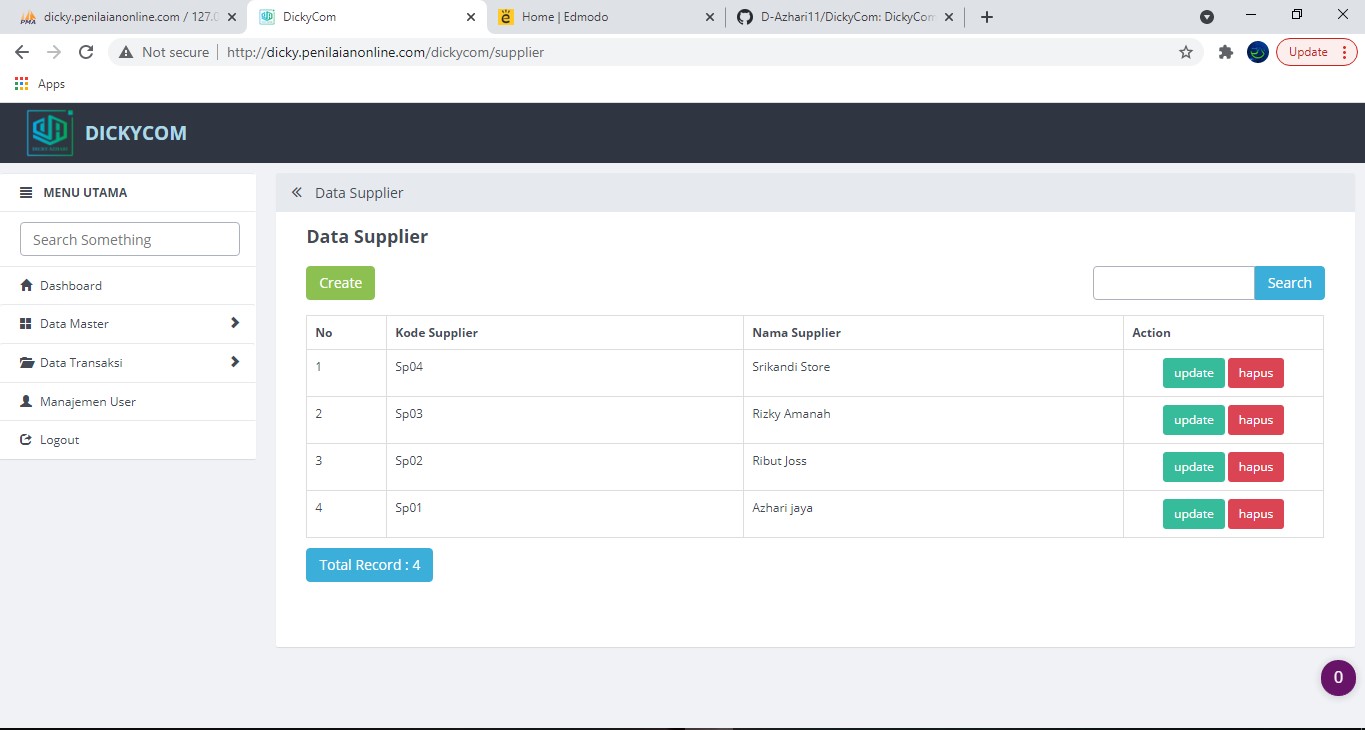 dicky.penilaianonline.com / 127.0
DickyCom
Home | Edmodo
D-Azhari11/DickyCom: DickyCom
Not secure
http://dicky.penilaianonline.com/dickycom/supplier
Update
Apps
DICKYCOM
MENU UTAMA
Search Something
Dashboard
Data Master
Data Transaksi
Manajemen User
Logout
Data Supplier
Data Supplier
Create
Search
No Kode Supplier Nama Supplier Action
1 Sp04 Srikandi Store update hapus
2 Sp03 Rizky Amanah update hapus
3 Sp02 Ribut Joss update hapus
4 Sp01 Azhari jaya update hapus
Total Record : 4
0